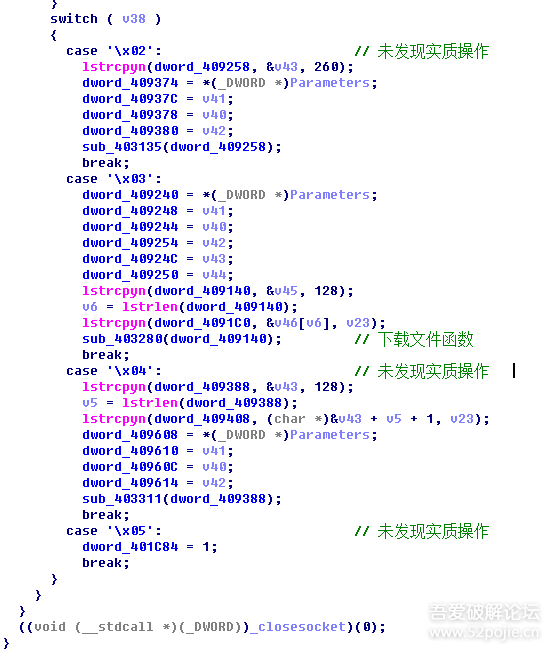 }
switch ( v38 )
{
case '\x02': // 未发现实质操作
lstrcpyn(dword_409258, &v43, 260);
dword_409374 = *(_DWORD *)Parameters;
dword_40937C = v41;
dword_409378 = v40;
dword_409380 = v42;
sub_403135(dword_409258);
break;
case '\x03':
dword_409240 = *(_DWORD *)Parameters;
dword_409248 = v41;
dword_409244 = v40;
dword_409254 = v42;
dword_40924C = v43;
dword_409250 = v44;
lstrcpyn(dword_409140, &v45, 128);
v6 = lstrlen(dword_409140);
lstrcpyn(dword_4091C0, &v46[v6], v23);
sub_403280(dword_409140); // 下载文件函数
break;
case '\x04': // 未发现实质操作
lstrcpyn(dword_409388, &v43, 128);
v5 = lstrlen(dword_409388);
lstrcpyn(dword_409408, (char *)&v43 + v5 + 1, v23);
dword_409608 = *(_DWORD *)Parameters;
dword_409610 = v41;
dword_40960C = v40;
dword_409614 = v42;
sub_403311(dword_409388);
break;
case '\x05': // 未发现实质操作
dword_401C84 = 1;
break;
}
}
}
((void (__stdcall *)(_DWORD))_closesocket)(0);
}
吾爱破解论坛
www.52pojie.cn